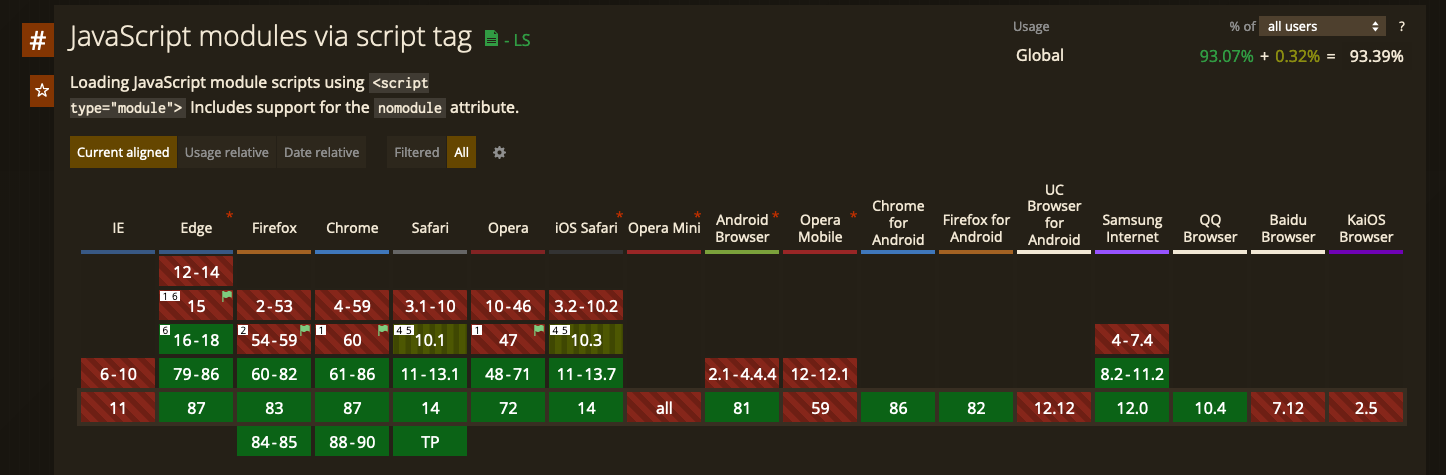 #
JavaScript modules via script tag - LS
Usage % of all users ?
Global 93.07% + 0.32% = 93.39%
☆
Loading JavaScript module scripts using <script
type="module"> Includes support for the nomodule attribute.
Current aligned Usage relative Date relative Filtered All
IE Edge * Firefox Chrome Safari Opera iOS Safari * Opera Mini * Android Browser * Opera Mobile * Chrome for Android Firefox for Android UC Browser for Android Samsung Internet QQ Browser Baidu Browser KaiOS Browser
12-14
1 6 15 2-53 4-59 3.1-10 10-46 3.2-10.2
6 16-18 2 54-59 1 60 4 5 10.1 1 47 4 5 10.3 4-7.4
6-10 79-86 60-82 61-86 11-13.1 48-71 11-13.7 2.1-4.4.4 12-12.1 8.2-11.2
11 87 83 87 14 72 14 all 81 59 86 82 12.12 12.0 10.4 7.12 2.5
84-85 88-90 TP